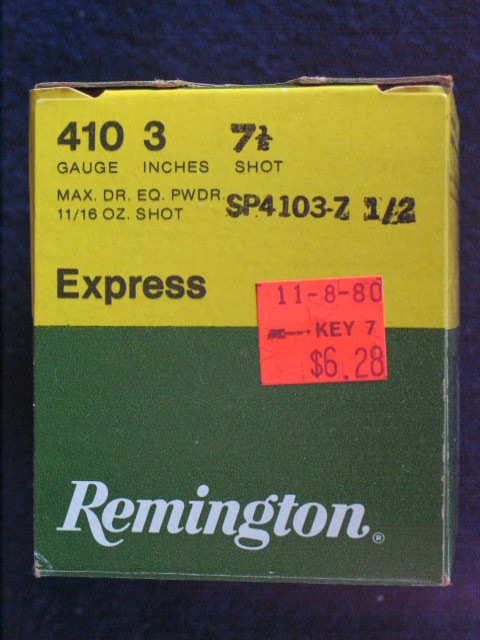 410 3 7½
GAUGE INCHES SHOT
MAX. DR. EQ. PWDR.
11/16 OZ. SHOT
SP4103-7 1/2
Express
11-8-80
KEY 7
$6.28
Remington®